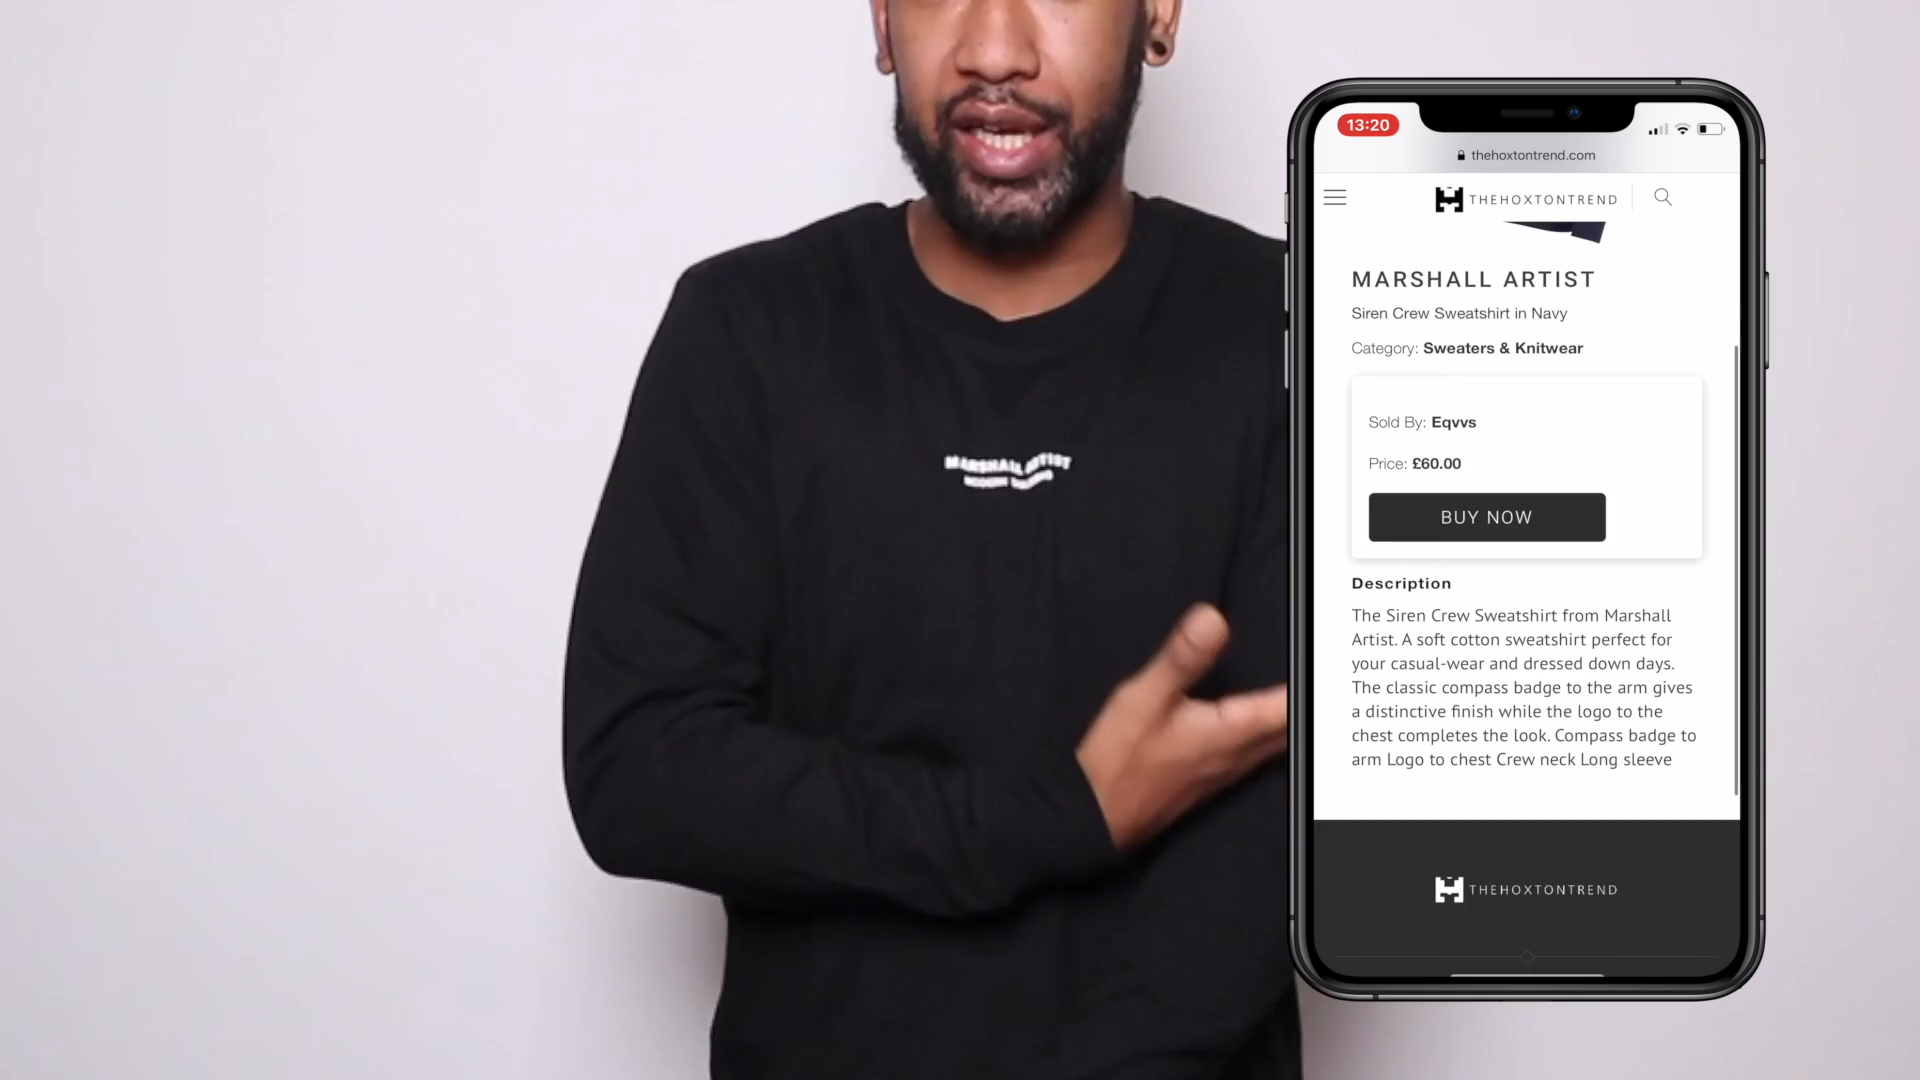 MARSHALL ARTIST
13:20
thehoxtontrend.com
THEHOXTONTREND
MARSHALL ARTIST
Siren Crew Sweatshirt in Navy
Category: Sweaters & Knitwear
Sold By: Eqvvs
Price: £60.00
BUY NOW
Description
The Siren Crew Sweatshirt from Marshall
Artist. A soft cotton sweatshirt perfect for
your casual-wear and dressed down days.
The classic compass badge to the arm gives
a distinctive finish while the logo to the
chest completes the look. Compass badge to
arm Logo to chest Crew neck Long sleeve
THEHOXTONTREND